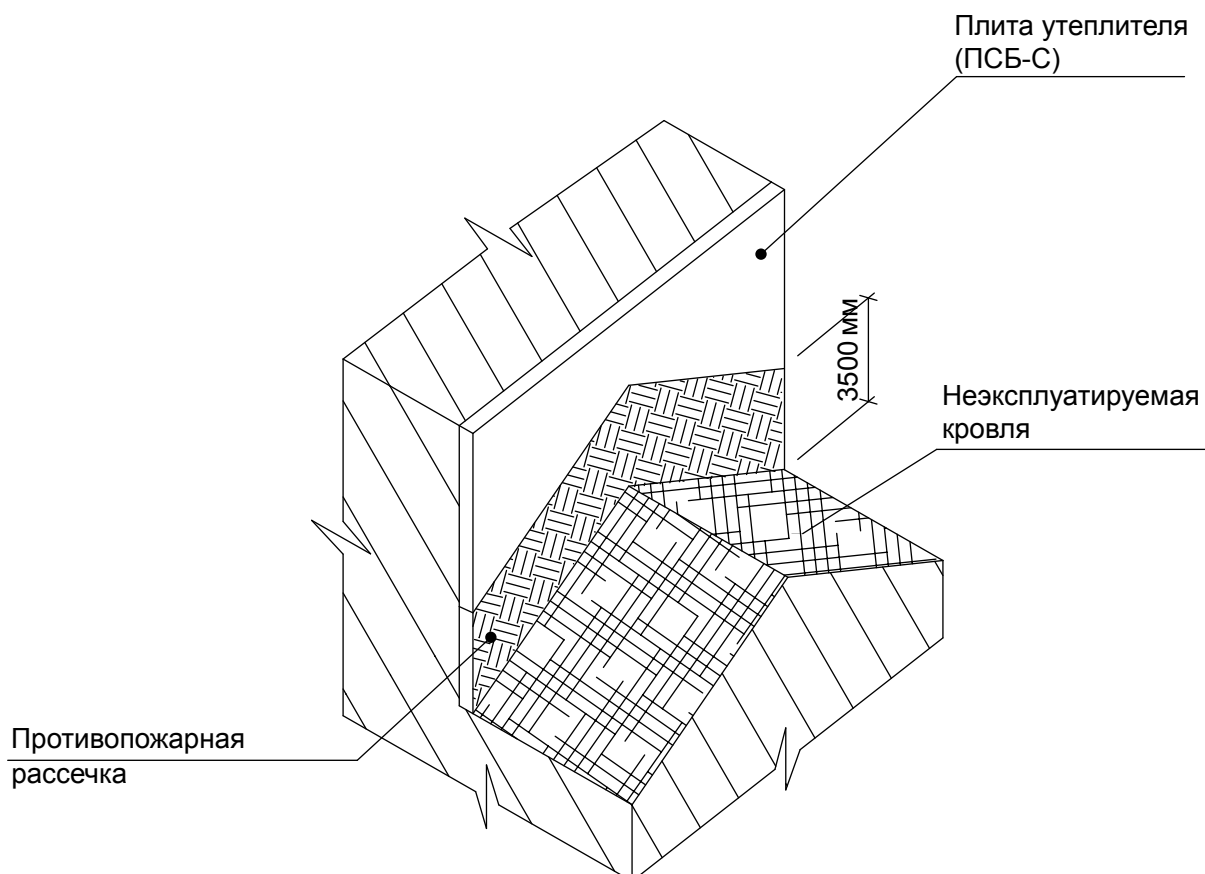 Плита утеплителя
(ПСБ-С)
3500 мм
Неэксплуатируемая
кровля
Противопожарная
рассечка